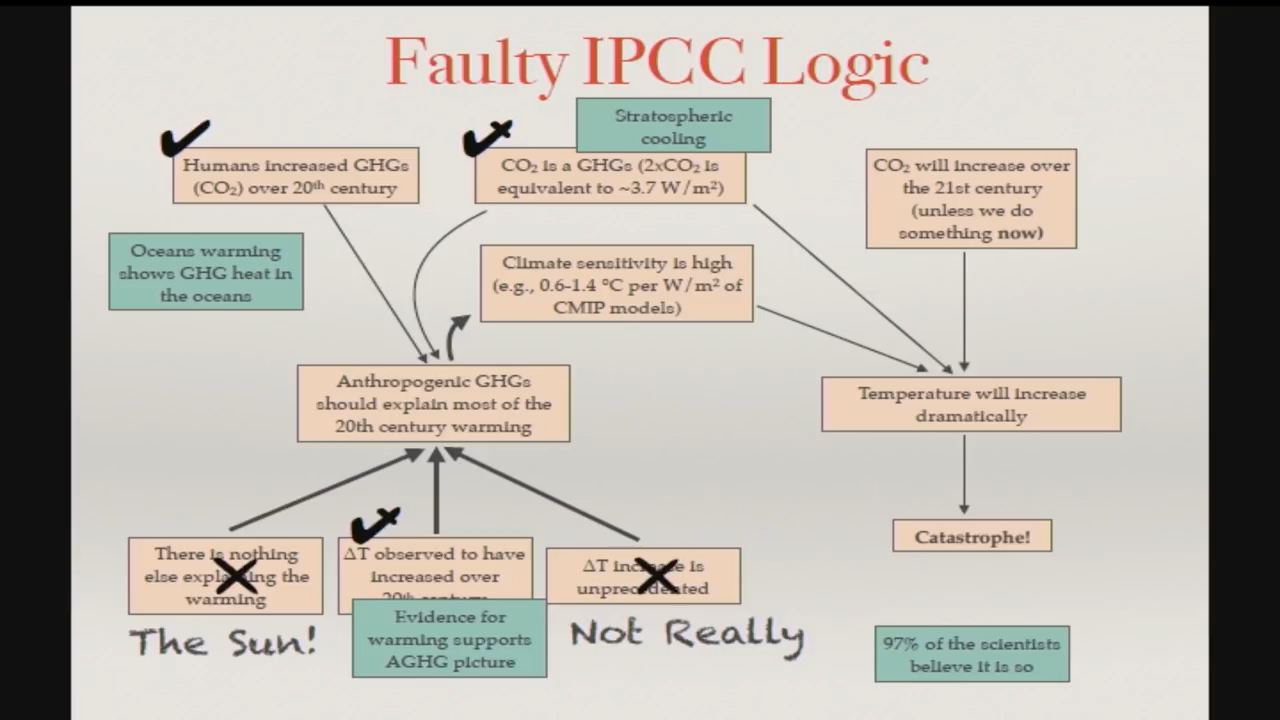 Faulty IPCC Logic
Stratospheric
cooling
Humans increased GHGs
(CO₂) over 20th century
CO₂ is a GHGs (2xCO₂ is
equivalent to ~3.7 W/m²)
CO₂ will increase over
the 21st century
(unless we do
something now)
Oceans warming
shows GHG heat in
the oceans
Climate sensitivity is high
(e.g., 0.6-1.4 °C per W/m² of
CMIP models)
Anthropogenic GHGs
should explain most of the
20th century warming
Temperature will increase
dramatically
Catastrophe!
There is nothing
else explaining the
warming
ΔT observed to have
increased over
20th century
ΔT increase is
unprecedented
The Sun!
Evidence for
warming supports
AGHG picture
Not Really
97% of the scientists
believe it is so